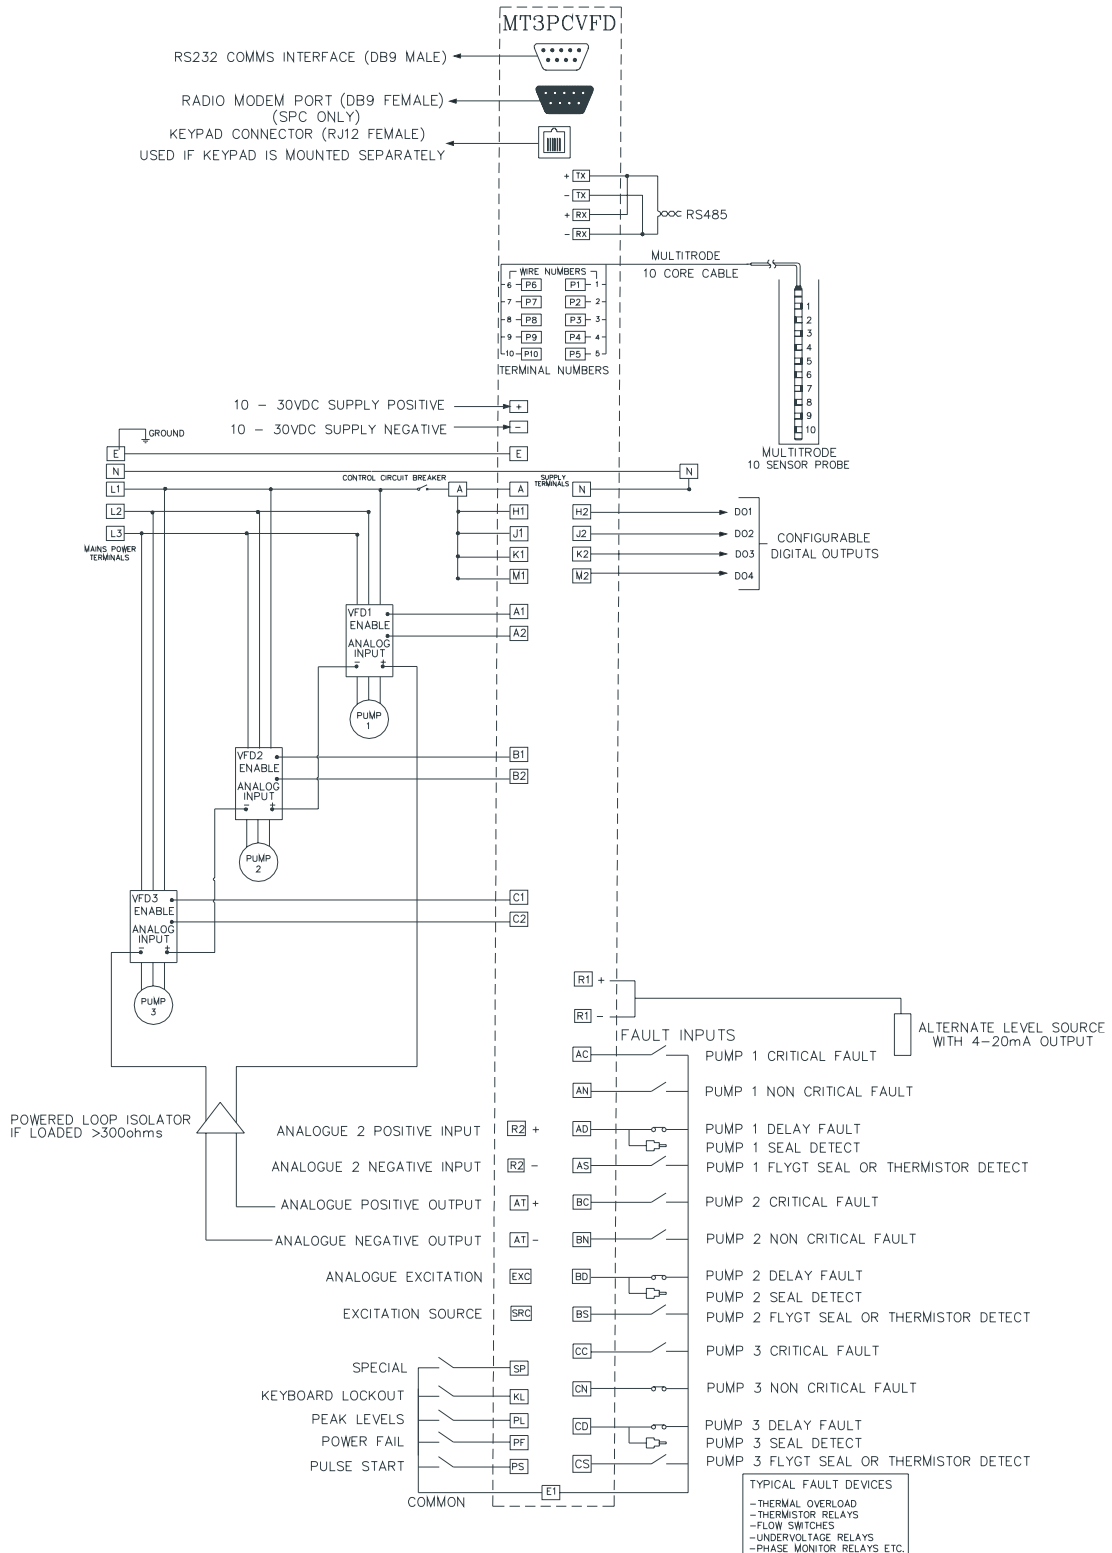 MT3PCVFD
RS232 COMMS INTERFACE (DB9 MALE)
RADIO MODEM PORT (DB9 FEMALE)
(SPC ONLY)
KEYPAD CONNECTOR (RJ12 FEMALE)
USED IF KEYPAD IS MOUNTED SEPARATELY
+ TX
- TX
+ RX
- RX
RS485
MULTITRODE
10 CORE CABLE
WIRE NUMBERS
6 P6 P1 1
7 P7 P2 2
8 P8 P3 3
9 P9 P4 4
10 P10 P5 5
TERMINAL NUMBERS
1
2
3
4
5
6
7
8
9
10
MULTITRODE
10 SENSOR PROBE
10 - 30VDC SUPPLY POSITIVE +
10 - 30VDC SUPPLY NEGATIVE -
GROUND
E E
N N
CONTROL CIRCUIT BREAKER
SUPPLY
TERMINALS
L1 A A N
L2 H1 H2 DO1
L3 J1 J2 DO2
K1 K2 DO3
M1 M2 DO4
CONFIGURABLE
DIGITAL OUTPUTS
MAINS POWER
TERMINALS
VFD1
ENABLE
ANALOG
INPUT
- +
A1
A2
PUMP
1
VFD2
ENABLE
ANALOG
INPUT
- +
B1
B2
PUMP
2
VFD3
ENABLE
ANALOG
INPUT
- +
C1
C2
PUMP
3
R1 +
R1 -
ALTERNATE LEVEL SOURCE
WITH 4-20mA OUTPUT
FAULT INPUTS
AC PUMP 1 CRITICAL FAULT
AN PUMP 1 NON CRITICAL FAULT
POWERED LOOP ISOLATOR
IF LOADED >300ohms
ANALOGUE 2 POSITIVE INPUT R2 +
AD PUMP 1 DELAY FAULT
PUMP 1 SEAL DETECT
ANALOGUE 2 NEGATIVE INPUT R2 -
AS PUMP 1 FLYGT SEAL OR THERMISTOR DETECT
ANALOGUE POSITIVE OUTPUT AT +
BC PUMP 2 CRITICAL FAULT
ANALOGUE NEGATIVE OUTPUT AT -
BN PUMP 2 NON CRITICAL FAULT
ANALOGUE EXCITATION EXC
BD PUMP 2 DELAY FAULT
PUMP 2 SEAL DETECT
EXCITATION SOURCE SRC
BS PUMP 2 FLYGT SEAL OR THERMISTOR DETECT
CC PUMP 3 CRITICAL FAULT
SPECIAL SP
CN PUMP 3 NON CRITICAL FAULT
KEYBOARD LOCKOUT KL
PEAK LEVELS PL
CD PUMP 3 DELAY FAULT
POWER FAIL PF
PUMP 3 SEAL DETECT
PULSE START PS
CS PUMP 3 FLYGT SEAL OR THERMISTOR DETECT
COMMON
E1
TYPICAL FAULT DEVICES
-THERMAL OVERLOAD
-THERMISTOR RELAYS
-FLOW SWITCHES
-UNDERVOLTAGE RELAYS
-PHASE MONITOR RELAYS ETC.